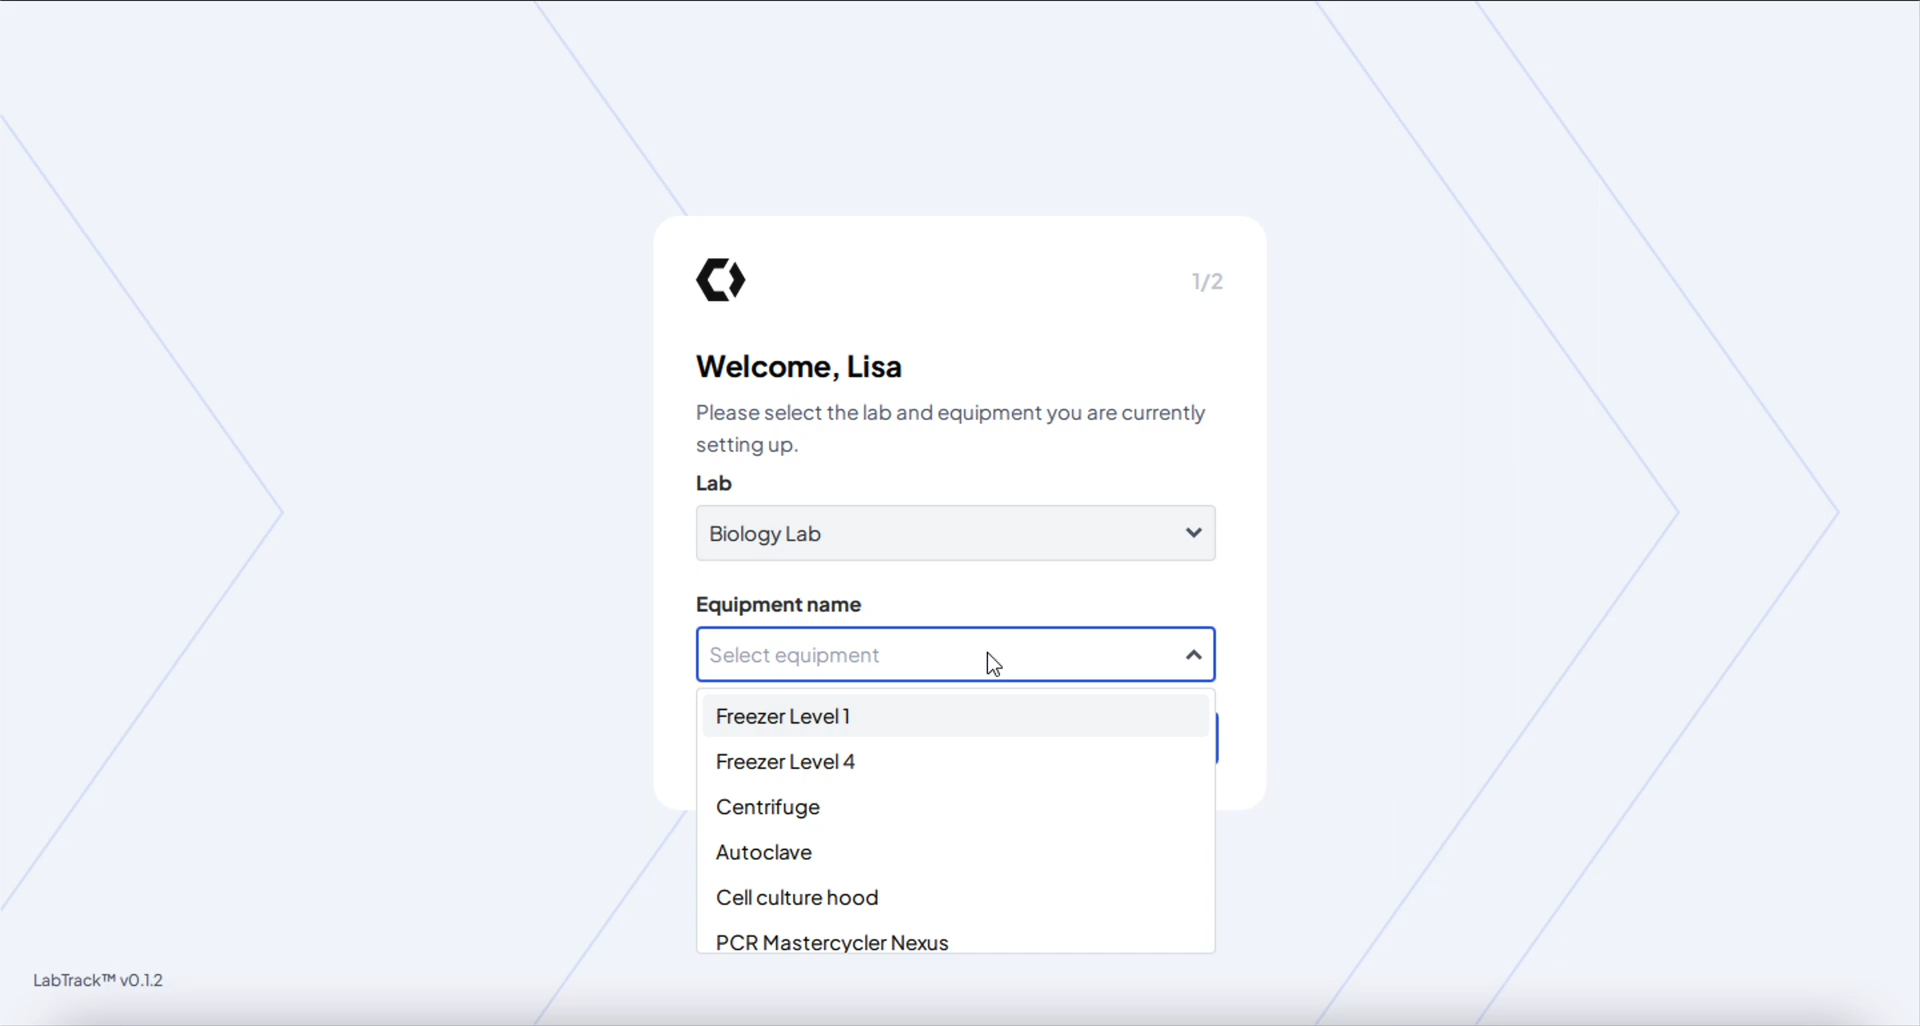 1/2
Welcome, Lisa
Please select the lab and equipment you are currently
setting up.
Lab
Biology Lab
Equipment name
Select equipment
Freezer Level 1
Freezer Level 4
Centrifuge
Autoclave
Cell culture hood
PCR Mastercycler Nexus
LabTrack™ v0.1.2